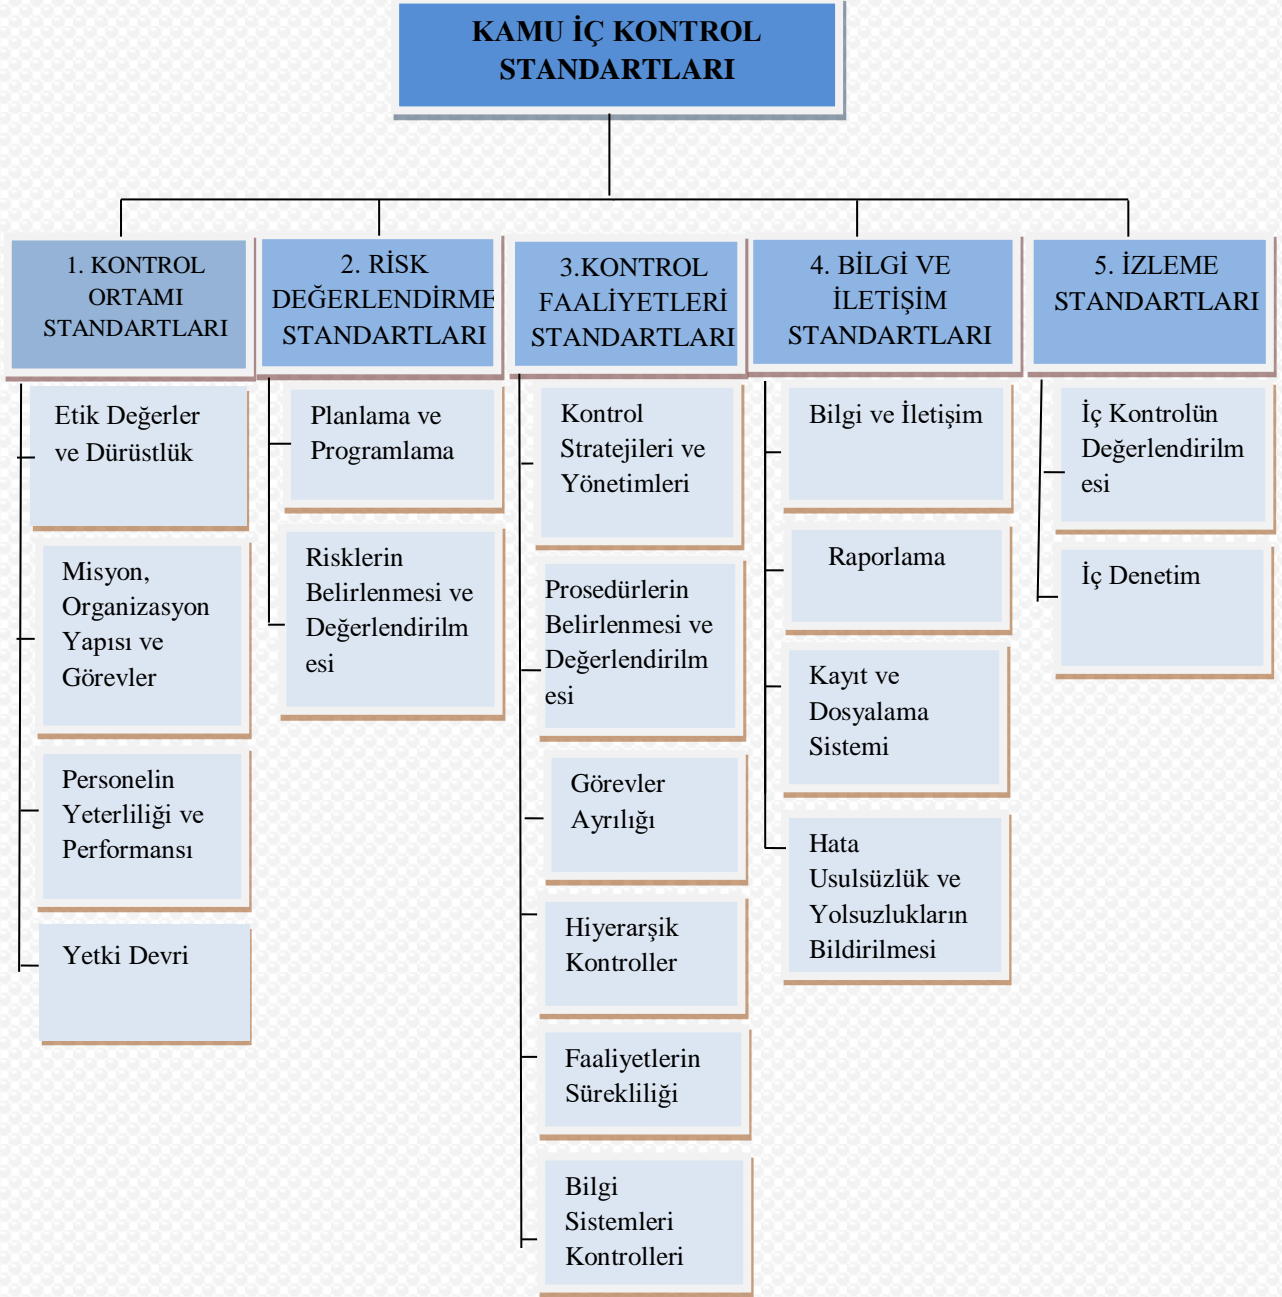 KAMU İÇ KONTROL
STANDARTLARI
1. KONTROL
ORTAMI
STANDARTLARI
Etik Değerler
ve Dürüstlük
Misyon,
Organizasyon
Yapısı ve
Görevler
Personelin
Yeterliliği ve
Performansı
Yetki Devri
2. RİSK
DEĞERLENDİRME
STANDARTLARI
Planlama ve
Programlama
Risklerin
Belirlenmesi ve
Değerlendirilm
esi
3.KONTROL
FAALİYETLERİ
STANDARTLARI
Kontrol
Stratejileri ve
Yönetimleri
Prosedürlerin
Belirlenmesi ve
Değerlendirilm
esi
Görevler
Ayrılığı
Hiyerarşik
Kontroller
Faaliyetlerin
Sürekliliği
Bilgi
Sistemleri
Kontrolleri
4. BİLGİ VE
İLETİŞİM
STANDARTLARI
Bilgi ve İletişim
Raporlama
Kayıt ve
Dosyalama
Sistemi
Hata
Usulsüzlük ve
Yolsuzlukların
Bildirilmesi
5. İZLEME
STANDARTLARI
İç Kontrolün
Değerlendirilm
esi
İç Denetim